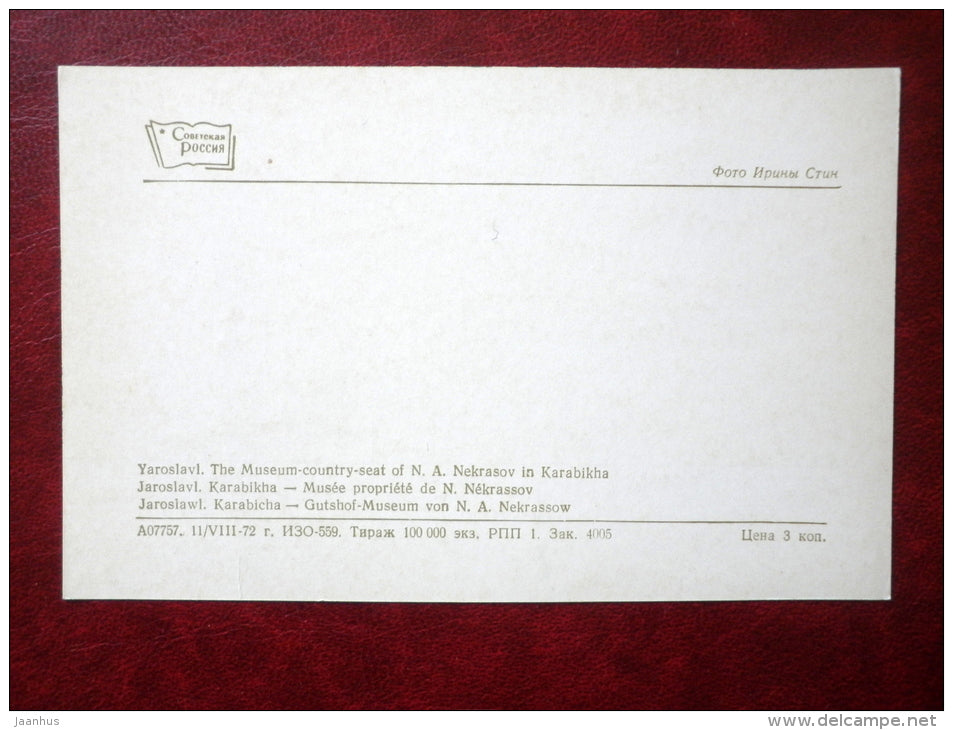 Советская
Россия
Фото Ирины Стин
Yaroslavl. The Museum-country-seat of N. A. Nekrasov in Karabikha
Jaroslavl. Karabikha — Musée propriété de N. Nékrassov
Jaroslawl. Karabicha — Gutshof-Museum von N. A. Nekrassow
А07757. 11/VIII-72 г. ИЗО-559. Тираж 100 000 экз. РПП 1. Зак. 4005 Цена 3 коп.
jaanhus
www.delcampe.net